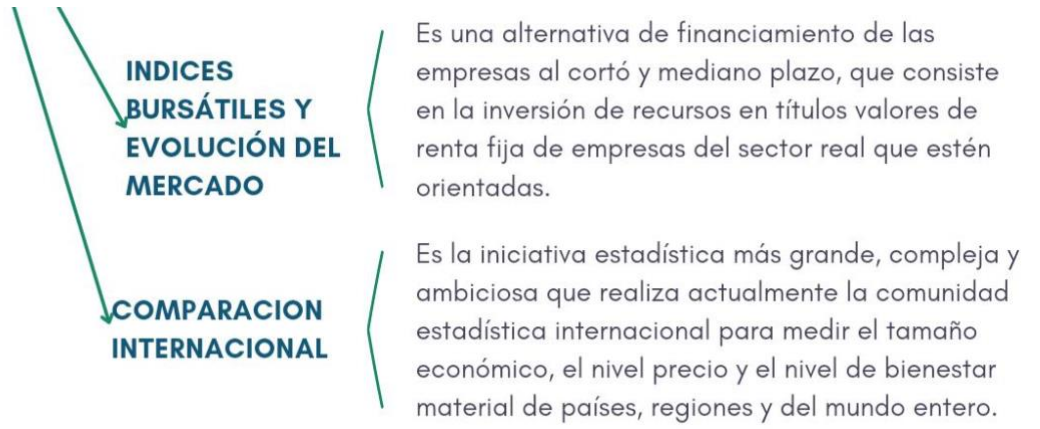 INDICES
BURSÁTILES Y
EVOLUCIÓN DEL
MERCADO
Es una alternativa de financiamiento de las
empresas al cortó y mediano plazo, que consiste
en la inversión de recursos en títulos valores de
renta fija de empresas del sector real que estén
orientadas.
COMPARACION
INTERNACIONAL
Es la iniciativa estadística más grande, compleja y
ambiciosa que realiza actualmente la comunidad
estadística internacional para medir el tamaño
económico, el nivel precio y el nivel de bienestar
material de países, regiones y del mundo entero.